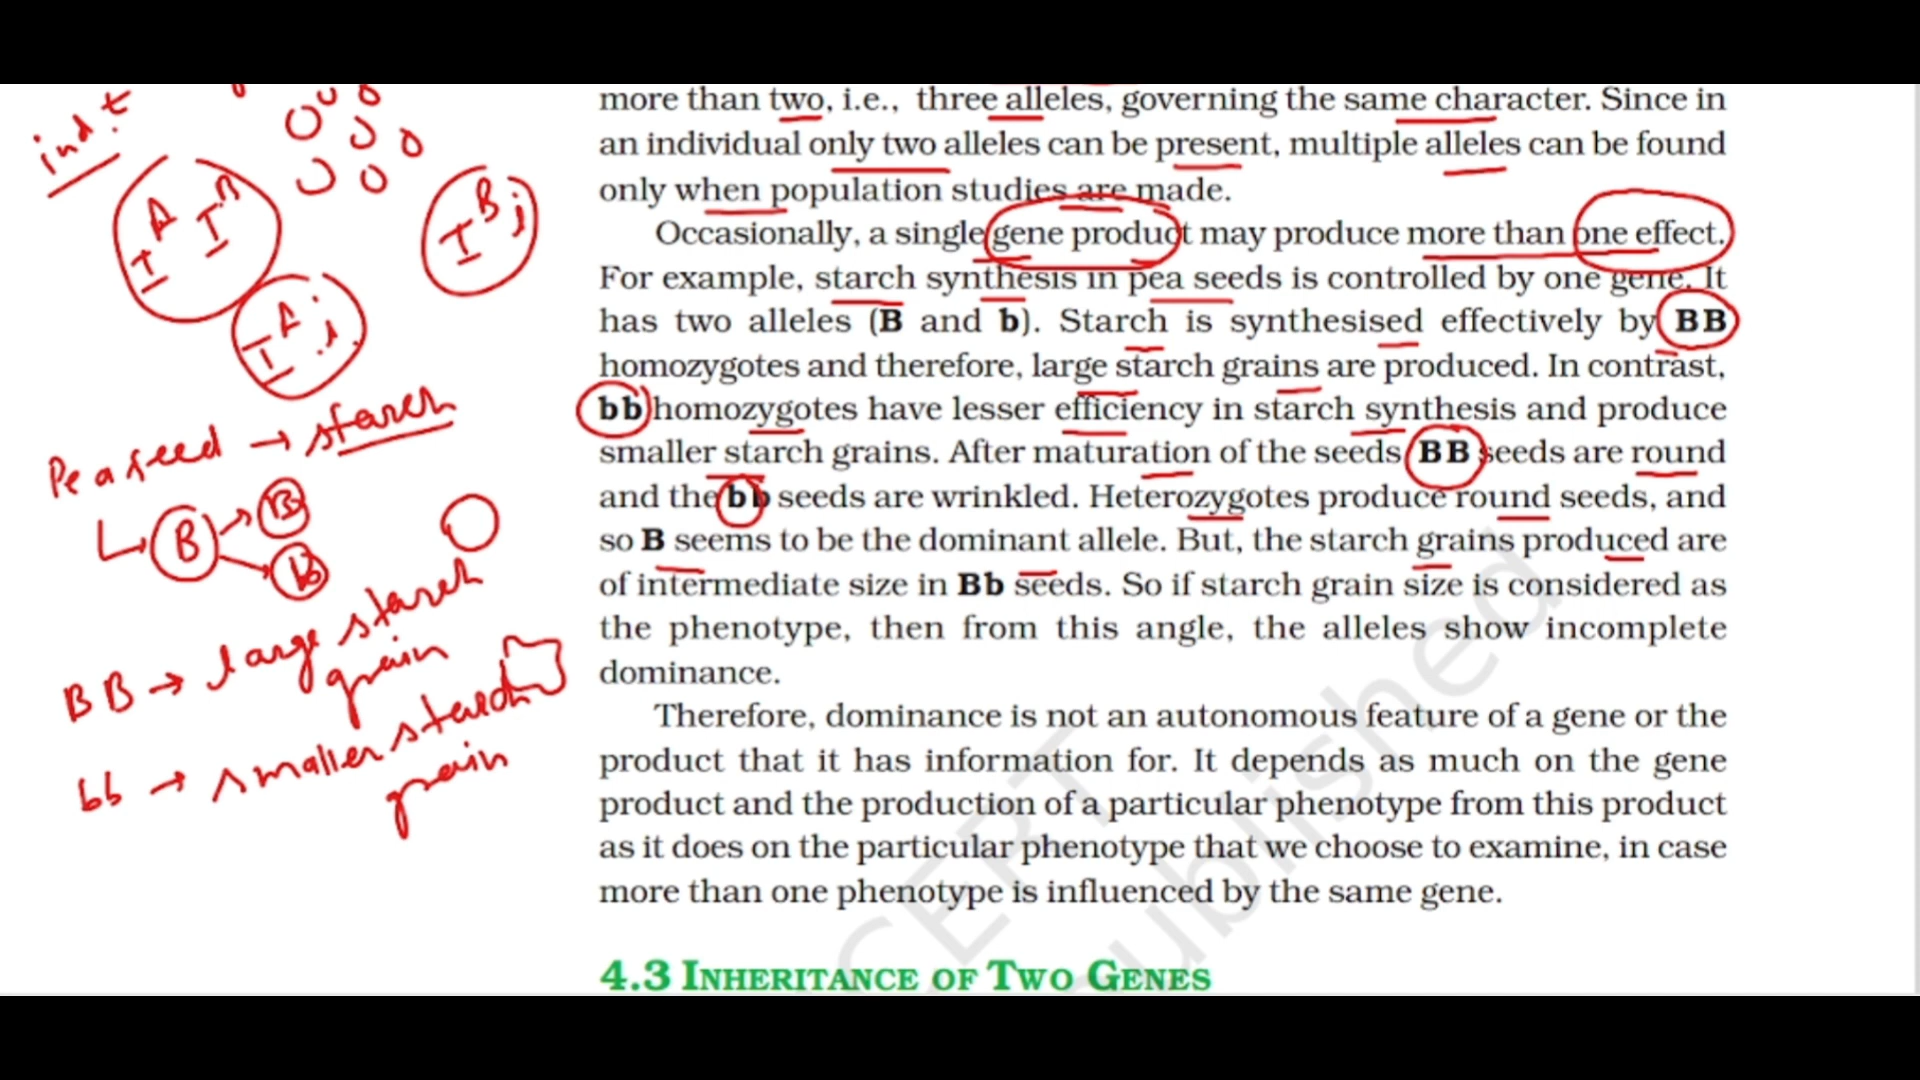 ind.t
I^A I^B
I^B i
I^A i
Pea seed → starch
B → B
→ b
BB → large starch
grain
bb → smaller starch
grain
more than two, i.e., three alleles, governing the same character. Since in
an individual only two alleles can be present, multiple alleles can be found
only when population studies are made.
Occasionally, a single gene product may produce more than one effect.
For example, starch synthesis in pea seeds is controlled by one gene. It
has two alleles (B and b). Starch is synthesised effectively by BB
homozygotes and therefore, large starch grains are produced. In contrast,
bb homozygotes have lesser efficiency in starch synthesis and produce
smaller starch grains. After maturation of the seeds, BB seeds are round
and the bb seeds are wrinkled. Heterozygotes produce round seeds, and
so B seems to be the dominant allele. But, the starch grains produced are
of intermediate size in Bb seeds. So if starch grain size is considered as
the phenotype, then from this angle, the alleles show incomplete
dominance.
Therefore, dominance is not an autonomous feature of a gene or the
product that it has information for. It depends as much on the gene
product and the production of a particular phenotype from this product
as it does on the particular phenotype that we choose to examine, in case
more than one phenotype is influenced by the same gene.
4.3 INHERITANCE OF TWO GENES